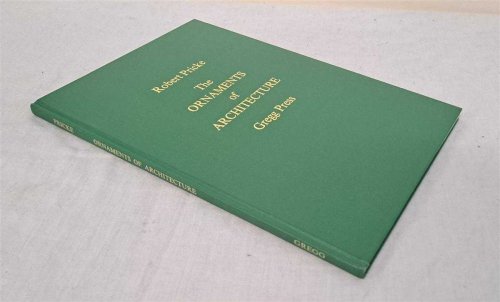 Robert Pricke
The
ORNAMENTS
of
ARCHITECTURE
Gregg Press
PRICKE ORNAMENTS OF ARCHITECTURE GREGG